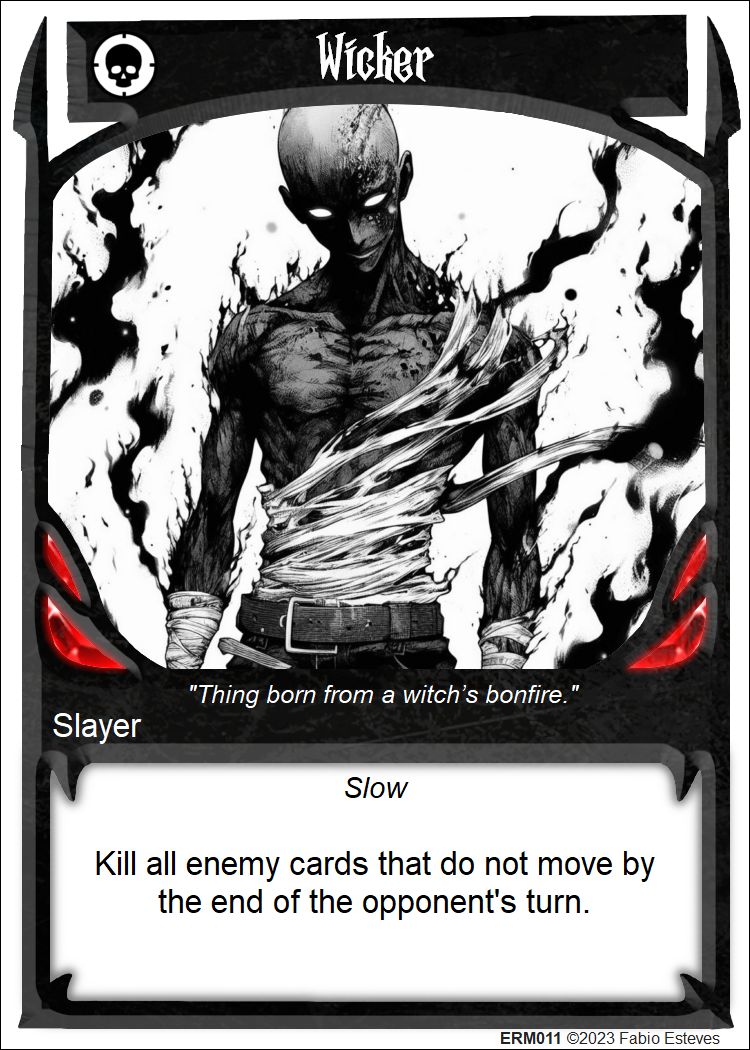 Wicker
"Thing born from a witch’s bonfire."
Slayer
Slow
Kill all enemy cards that do not move by
the end of the opponent's turn.
ERM011 ©2023 Fabio Esteves